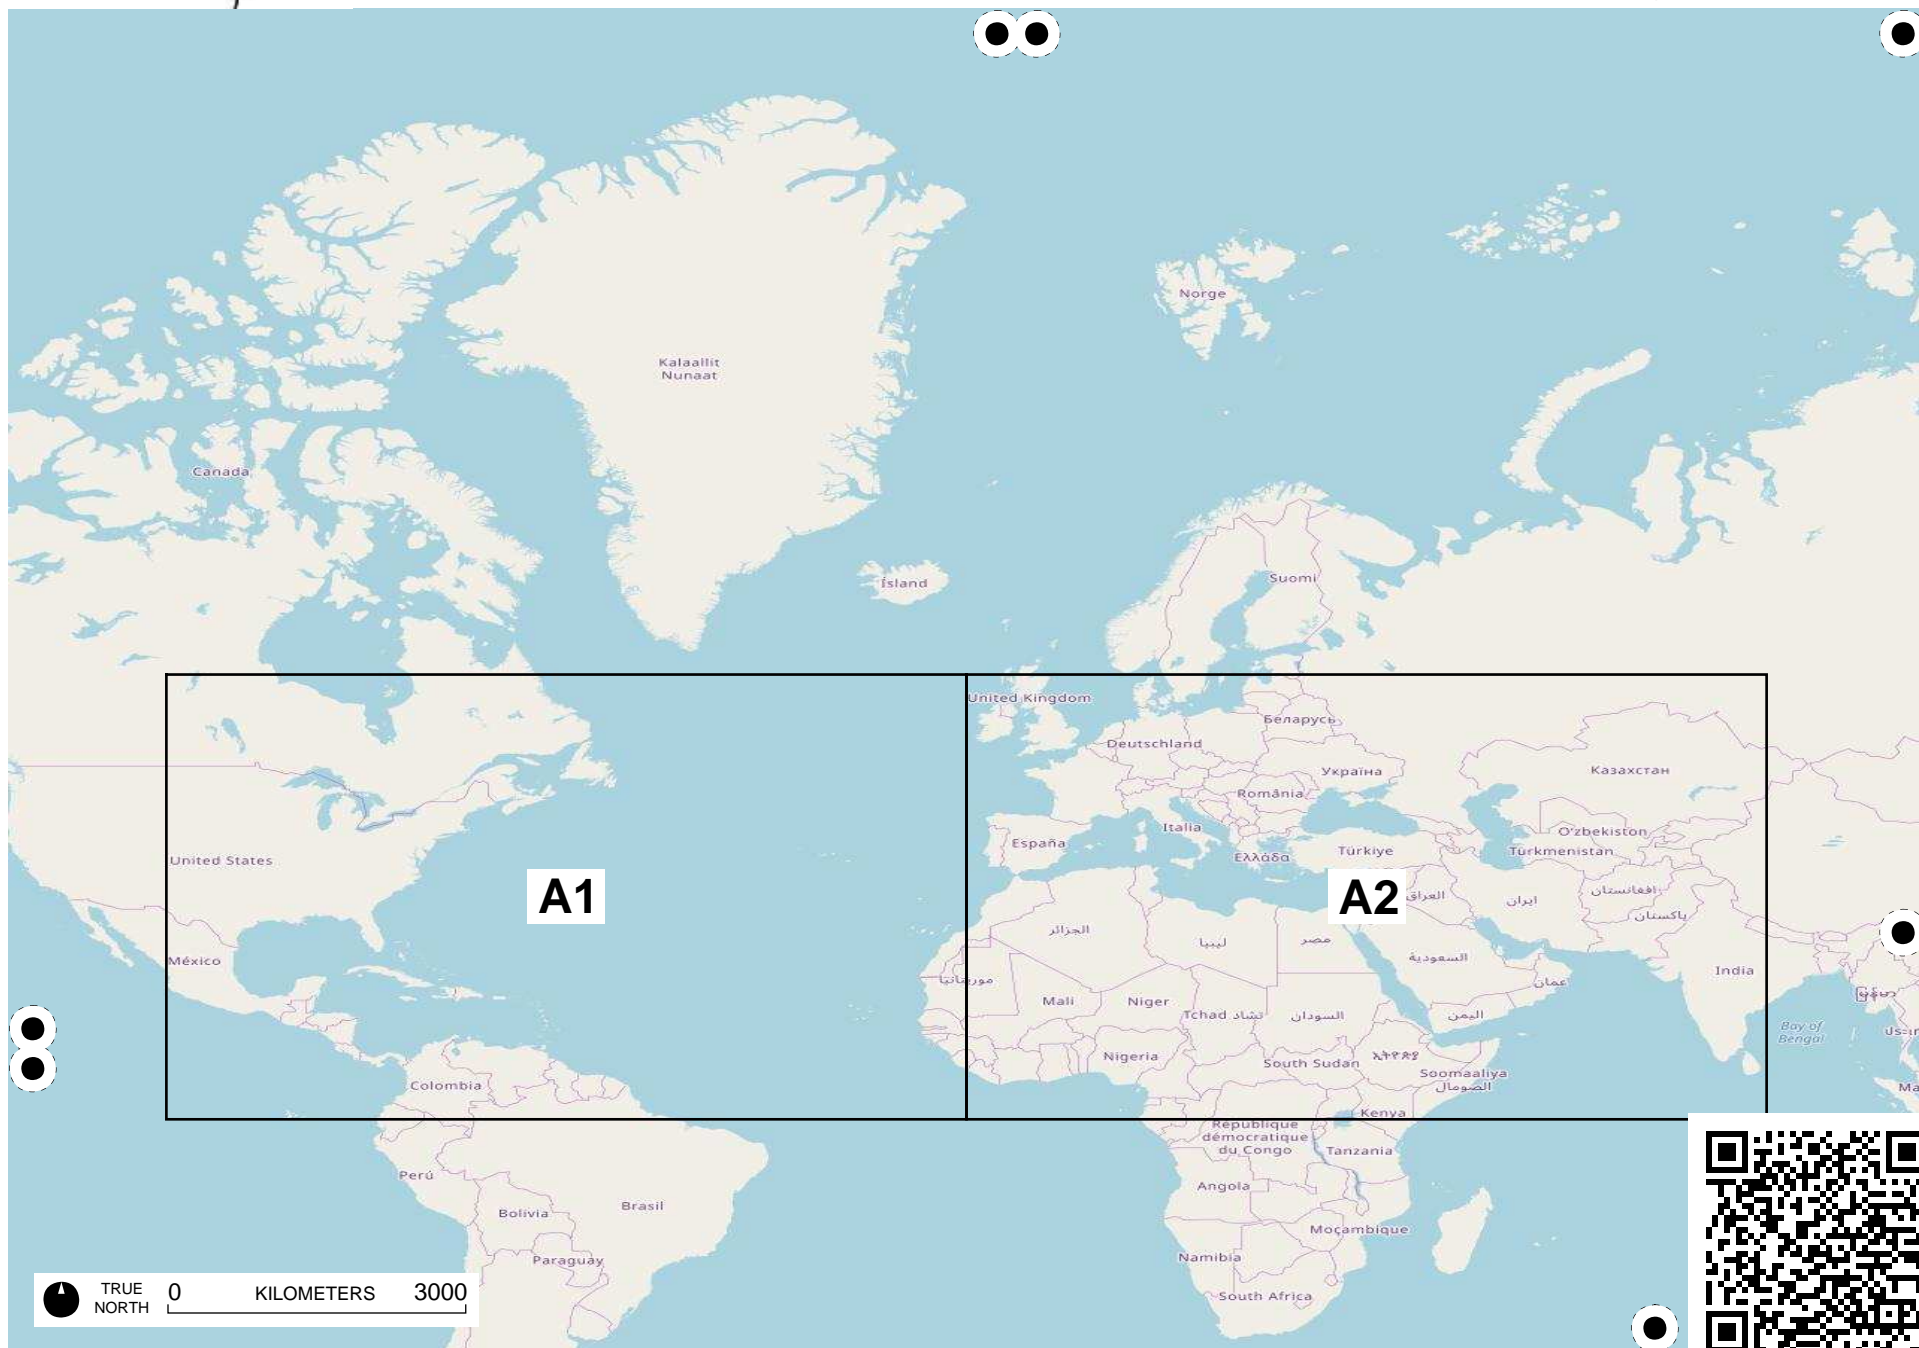 Norge
Kalaallit
Nunaat
Canada
Ísland
Suomi
United Kingdom
Беларусь
Deutschland
Україна
Казахстан
România
Italia
O'zbekiston
España
Ελλάδα
Türkiye
Türkmenistan
United States
A1
A2
العراق
ایران
افغانستان
پاکستان
الجزائر
ليبيا
مصر
السعودية
México
موريتانيا
India
عمان
Mali
Niger
Tchad تشاد
السودان
اليمن
Bay of
Bengal
Nigeria
South Sudan
Soomaaliya
الصومال
Colombia
Kenya
République
démocratique
du Congo
Tanzania
Perú
Angola
Brasil
Bolivia
Moçambique
Paraguay
Namibia
South Africa
TRUE
NORTH
0 KILOMETERS 3000